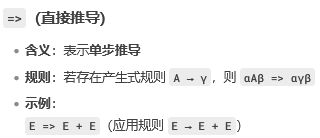 => (直接推导)
• 含义：表示单步推导
• 规则：若存在产生式规则 A → γ，则 αAβ => αγβ
• 示例：
E => E + E（应用规则 E → E + E）